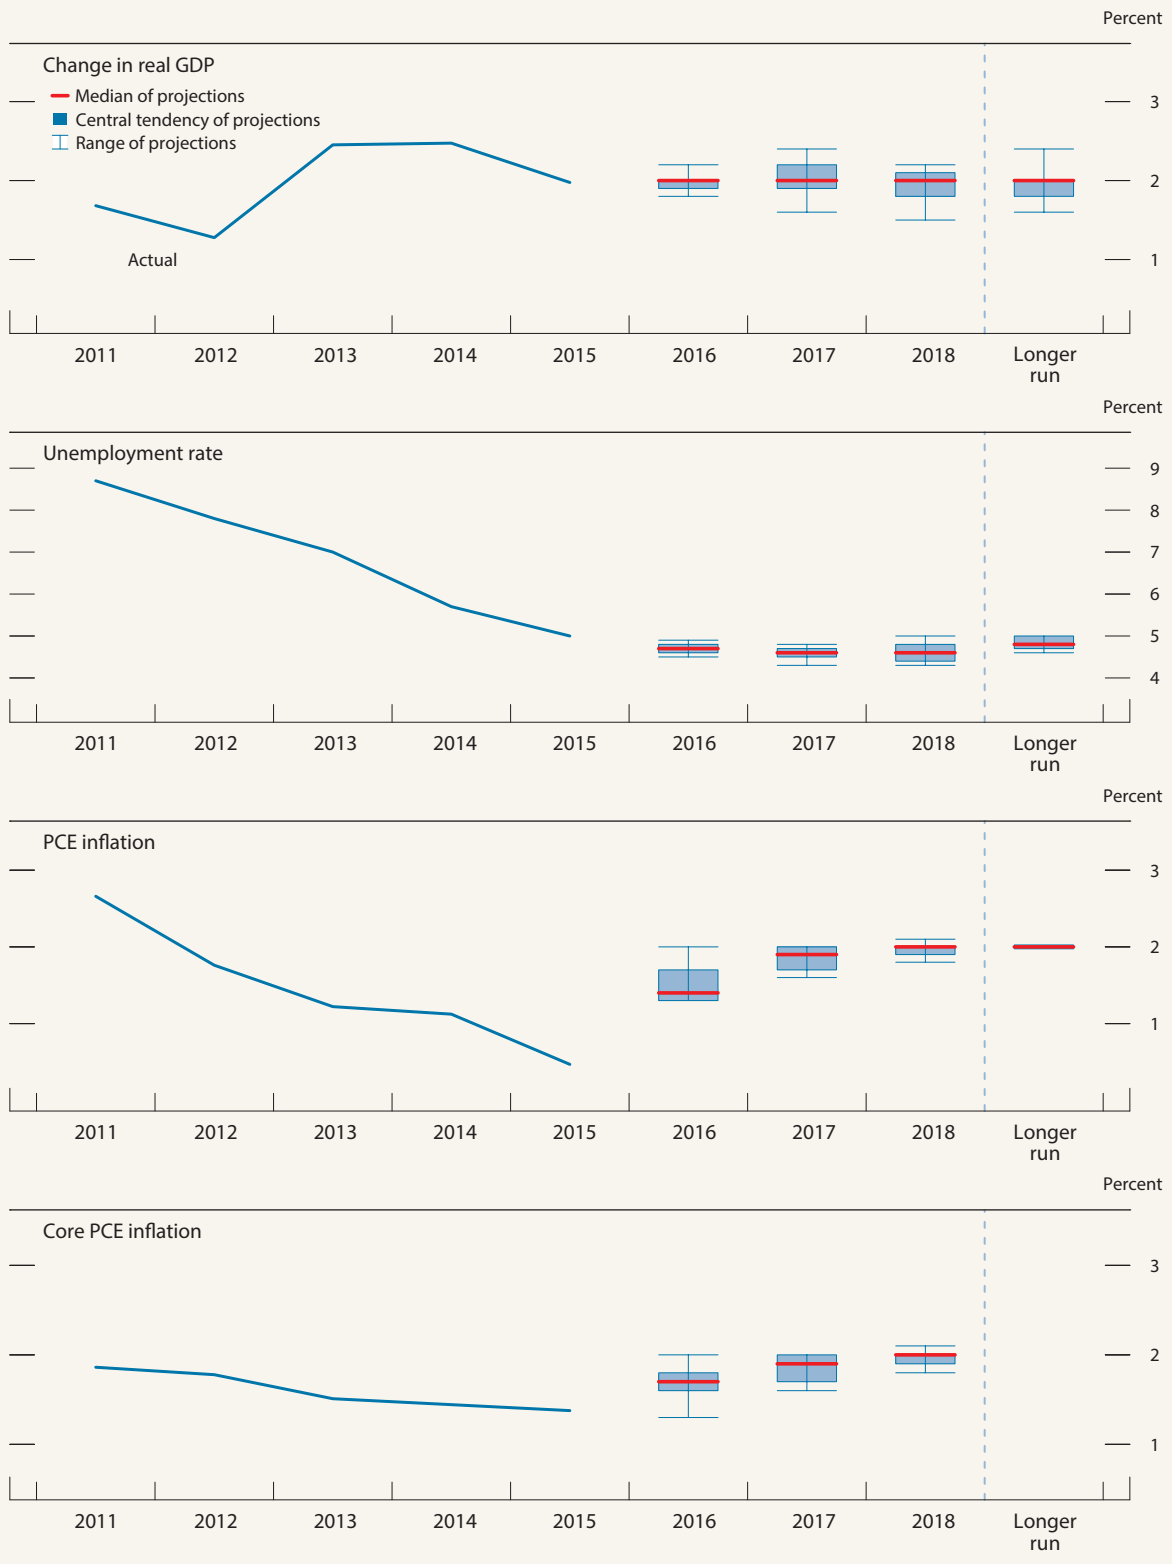 Percent
Change in real GDP
Median of projections
Central tendency of projections
Range of projections
3
2
1
Actual
2011 2012 2013 2014 2015 2016 2017 2018 Longer
run
Percent
Unemployment rate
9
8
7
6
5
4
2011 2012 2013 2014 2015 2016 2017 2018 Longer
run
Percent
PCE inflation
3
2
1
2011 2012 2013 2014 2015 2016 2017 2018 Longer
run
Percent
Core PCE inflation
3
2
1
2011 2012 2013 2014 2015 2016 2017 2018 Longer
run